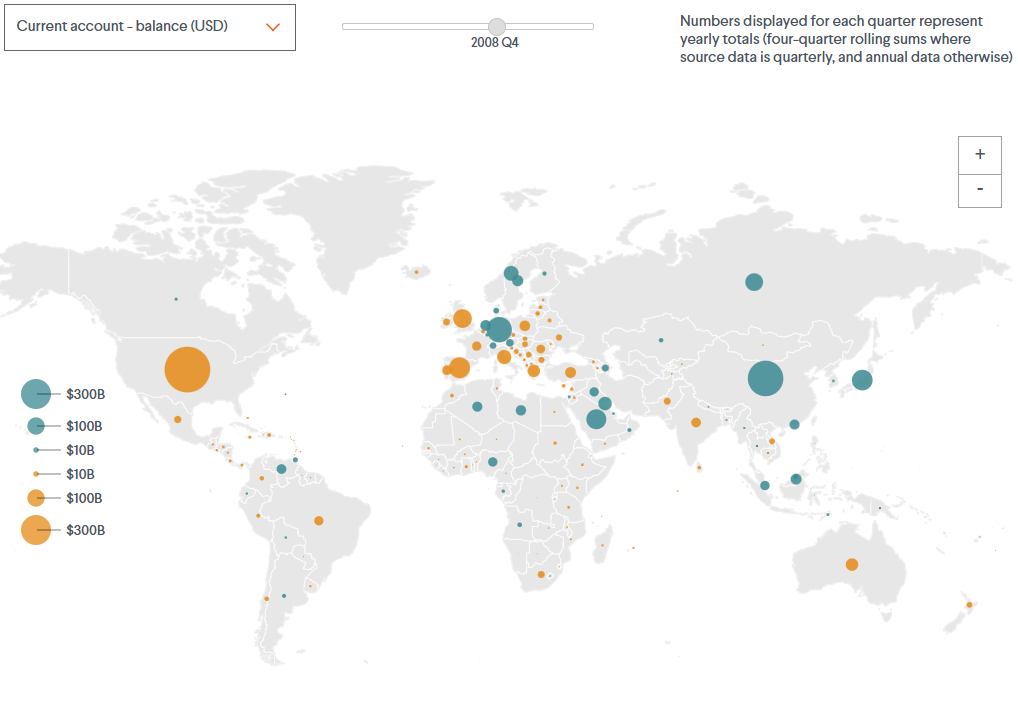 Current account - balance (USD)
2008 Q4
Numbers displayed for each quarter represent
yearly totals (four-quarter rolling sums where
source data is quarterly, and annual data otherwise)
+
-
$300B
$100B
$10B
$10B
$100B
$300B